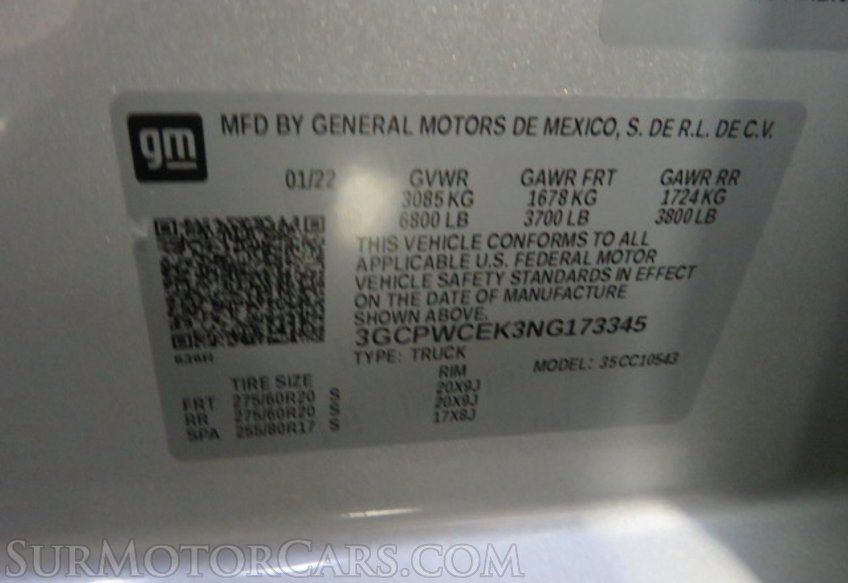 gm
MFD BY GENERAL MOTORS DE MEXICO, S. DE R.L. DE C.V.
01/22 GVWR GAWR FRT GAWR RR
3085 KG 1678 KG 1724 KG
6800 LB 3700 LB 3800 LB
THIS VEHICLE CONFORMS TO ALL
APPLICABLE U.S. FEDERAL MOTOR
VEHICLE SAFETY STANDARDS IN EFFECT
ON THE DATE OF MANUFACTURE
SHOWN ABOVE.
3GCPWCEK3NG173345
TYPE: TRUCK MODEL: 35CC10543
TIRE SIZE RIM
FRT 275/60R20 S 20X9J
RR 275/60R20 S 20X9J
SPA 255/80R17 S 17X8J
SURMOTORCARS.COM